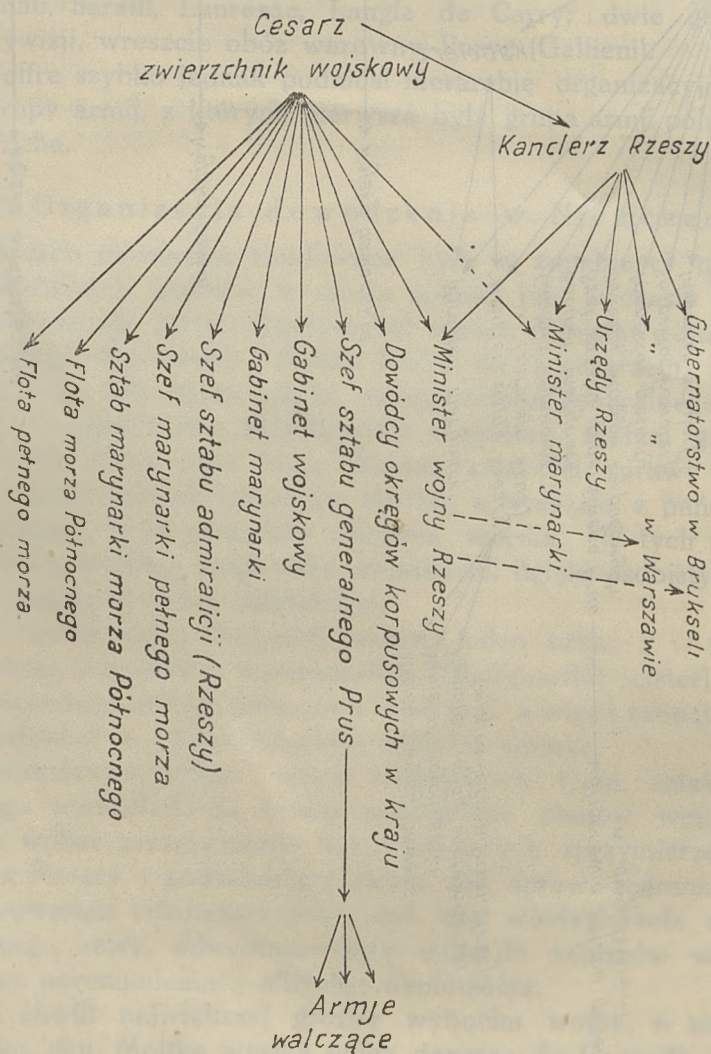 Cesarz
zwierzchnik wojskowy
Kanclerz Rzeszy
Flota pełnego morza.
Flota morza Północnego
Sztab marynarki morza Północnego
Szef marynarki pełnego morza
Szef sztabu admiralicji (Rzeszy)
Gabinet marynarki
Gabinet wojskowy
Szef sztabu generalnego Prus
Dowódcy okręgów korpusowych w kraju
Minister wojny Rzeszy
Minister marynarki
Urzędy Rzeszy
" " w Warszawie
Gubernatorstwo w Brukseli
Armje
walczące